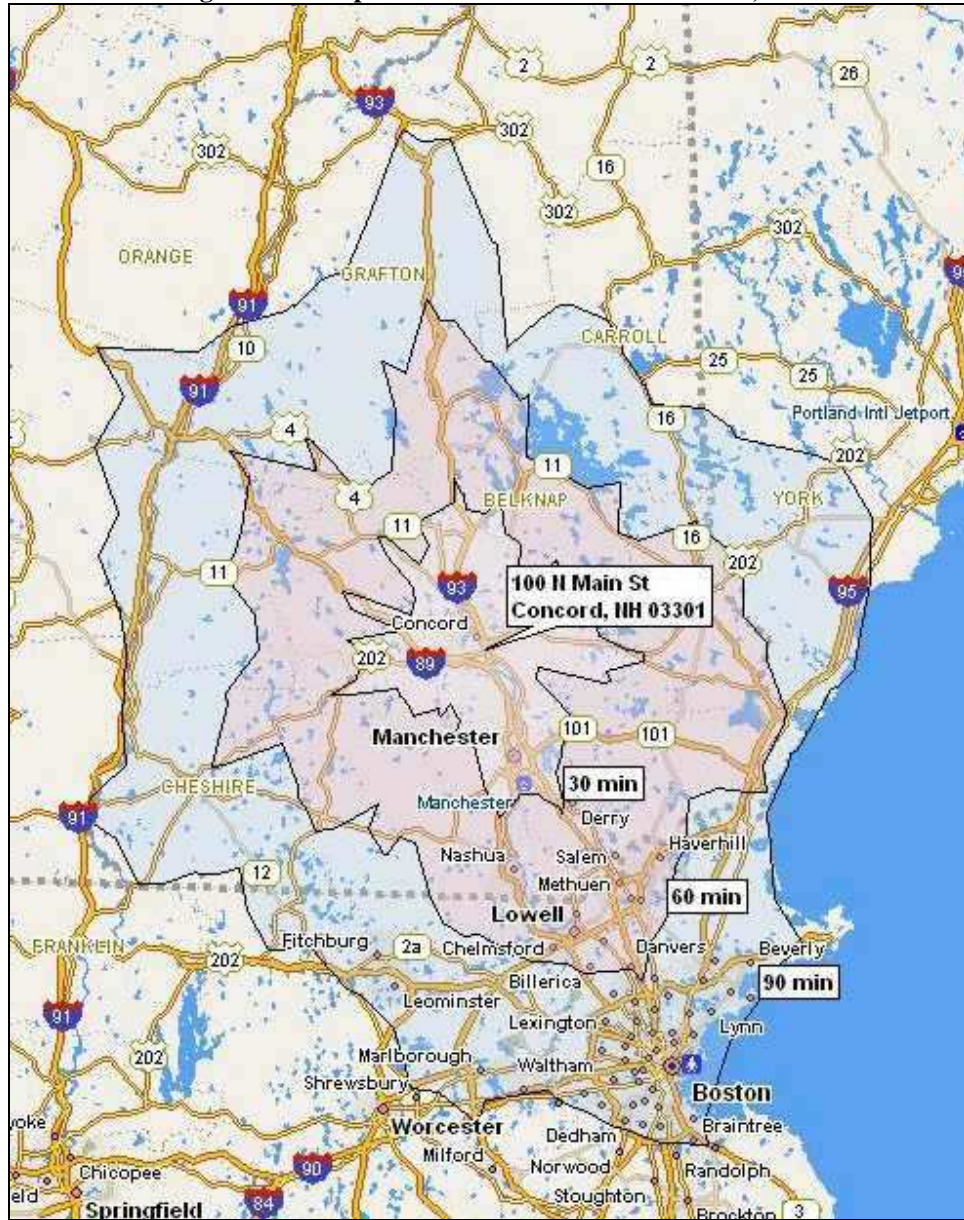 2
2
26
93
302
302
16
302
302
ORANGE
GRAFTON
91
CARROLL
10
25
25
91
Portland Intl Jetport
16
4
202
11
4
BELKNAP
YORK
11
16
202
11
93
100 N Main St
Concord, NH 03301
95
Concord
202
89
101
101
Manchester
30 min
CHESHIRE
Manchester
Derry
91
Nashua
Salem
Haverhill
12
Methuen
60 min
Lowell
FRANKLIN
Fitchburg
2a
Chelmsford
Danvers
Beverly
202
Billerica
90 min
Leominster
91
Lexington
Lynn
202
Marlborough
Waltham
Shrewsbury
Boston
Worcester
Braintree
Dedham
Milford
Norwood
Randolph
90
Chicopee
Stoughton
84
Springfield
Brockton
3